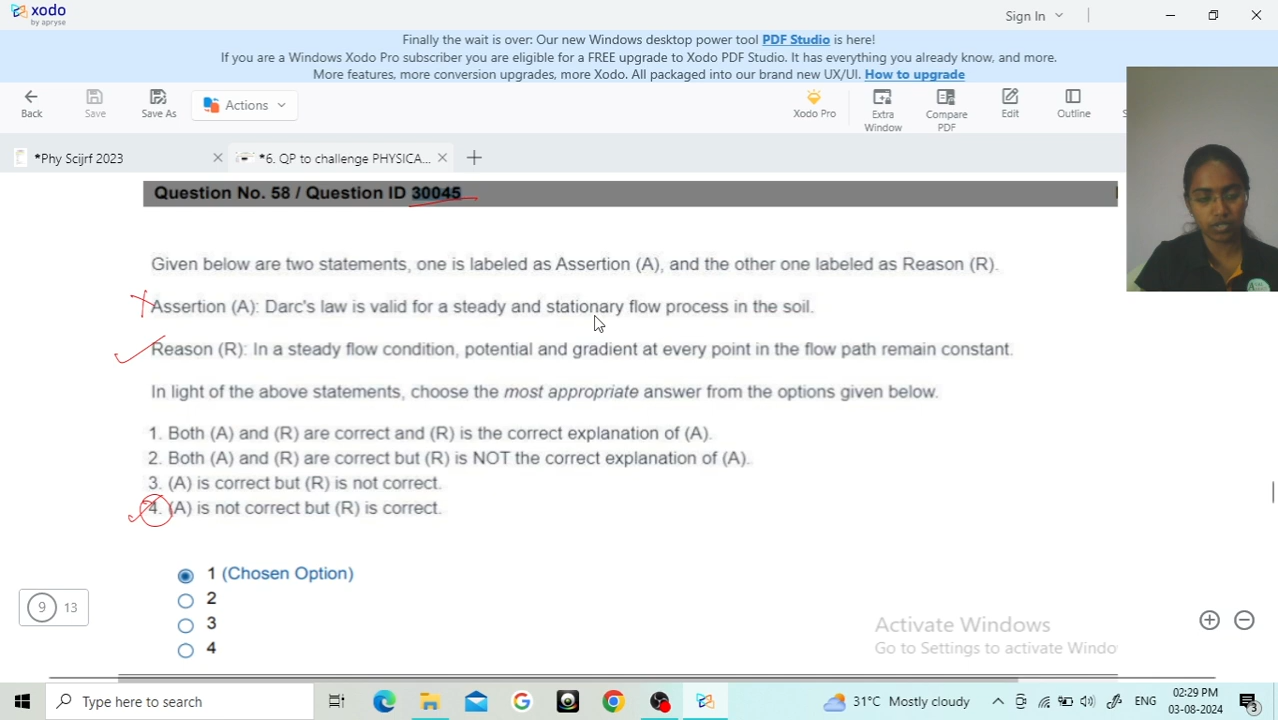 xodo
by apryse
Sign In
Finally the wait is over: Our new Windows desktop power tool PDF Studio is here!
If you are a Windows Xodo Pro subscriber you are eligible for a FREE upgrade to Xodo PDF Studio. It has everything you already know, and more.
More features, more conversion upgrades, more Xodo. All packaged into our brand new UX/UI. How to upgrade
Back
Save
Save As
Actions
Xodo Pro
Extra Window
Compare PDF
Edit
Outline
*Phy Scijrf 2023
*6. QP to challenge PHYSICA...
Question No. 58 / Question ID 30045
Given below are two statements, one is labeled as Assertion (A), and the other one labeled as Reason (R).
Assertion (A): Darc's law is valid for a steady and stationary flow process in the soil.
Reason (R): In a steady flow condition, potential and gradient at every point in the flow path remain constant.
In light of the above statements, choose the most appropriate answer from the options given below.
1. Both (A) and (R) are correct and (R) is the correct explanation of (A).
2. Both (A) and (R) are correct but (R) is NOT the correct explanation of (A).
3. (A) is correct but (R) is not correct.
4. (A) is not correct but (R) is correct.
1 (Chosen Option)
2
3
4
9 13
Activate Windows
Go to Settings to activate Windo
Type here to search
31°C Mostly cloudy
ENG
02:29 PM
03-08-2024
3